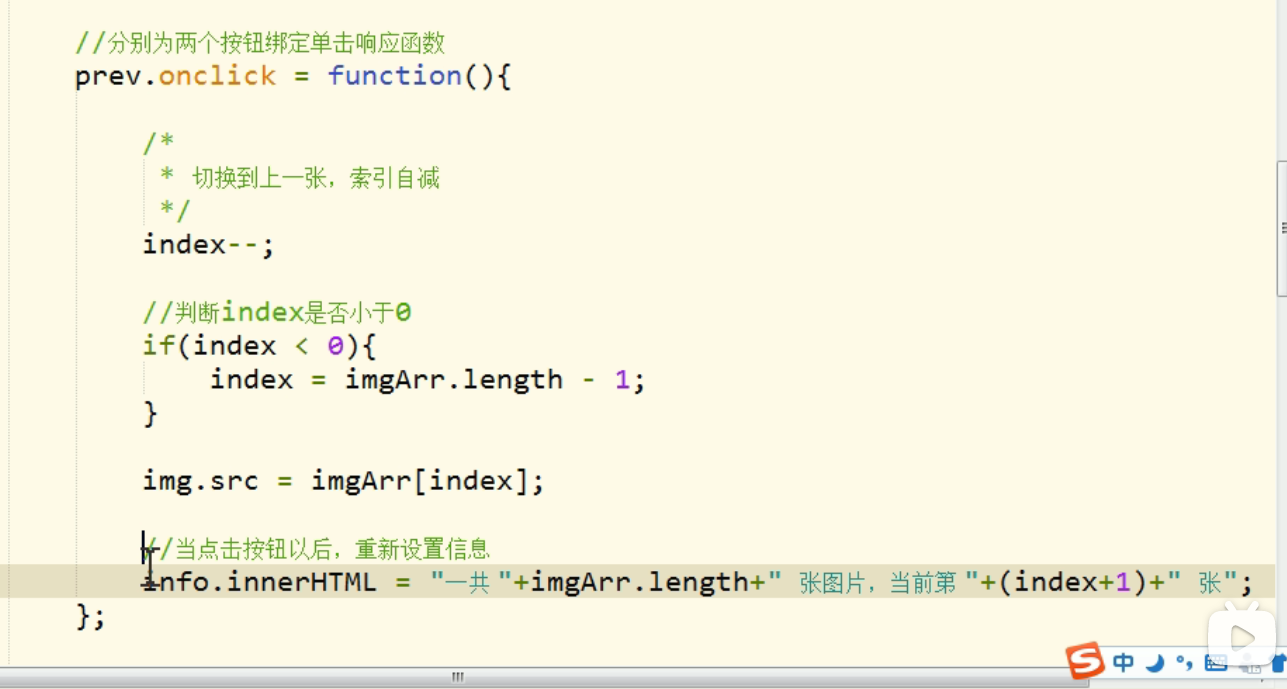 //分别为两个按钮绑定单击响应函数
prev.onclick = function(){
/*
* 切换到上一张，索引自减
*/
index--;
//判断index是否小于0
if(index < 0){
index = imgArr.length - 1;
}
img.src = imgArr[index];
//当点击按钮以后，重新设置信息
info.innerHTML = "一共 "+imgArr.length+" 张图片，当前第 "+(index+1)+" 张";
};
S 中